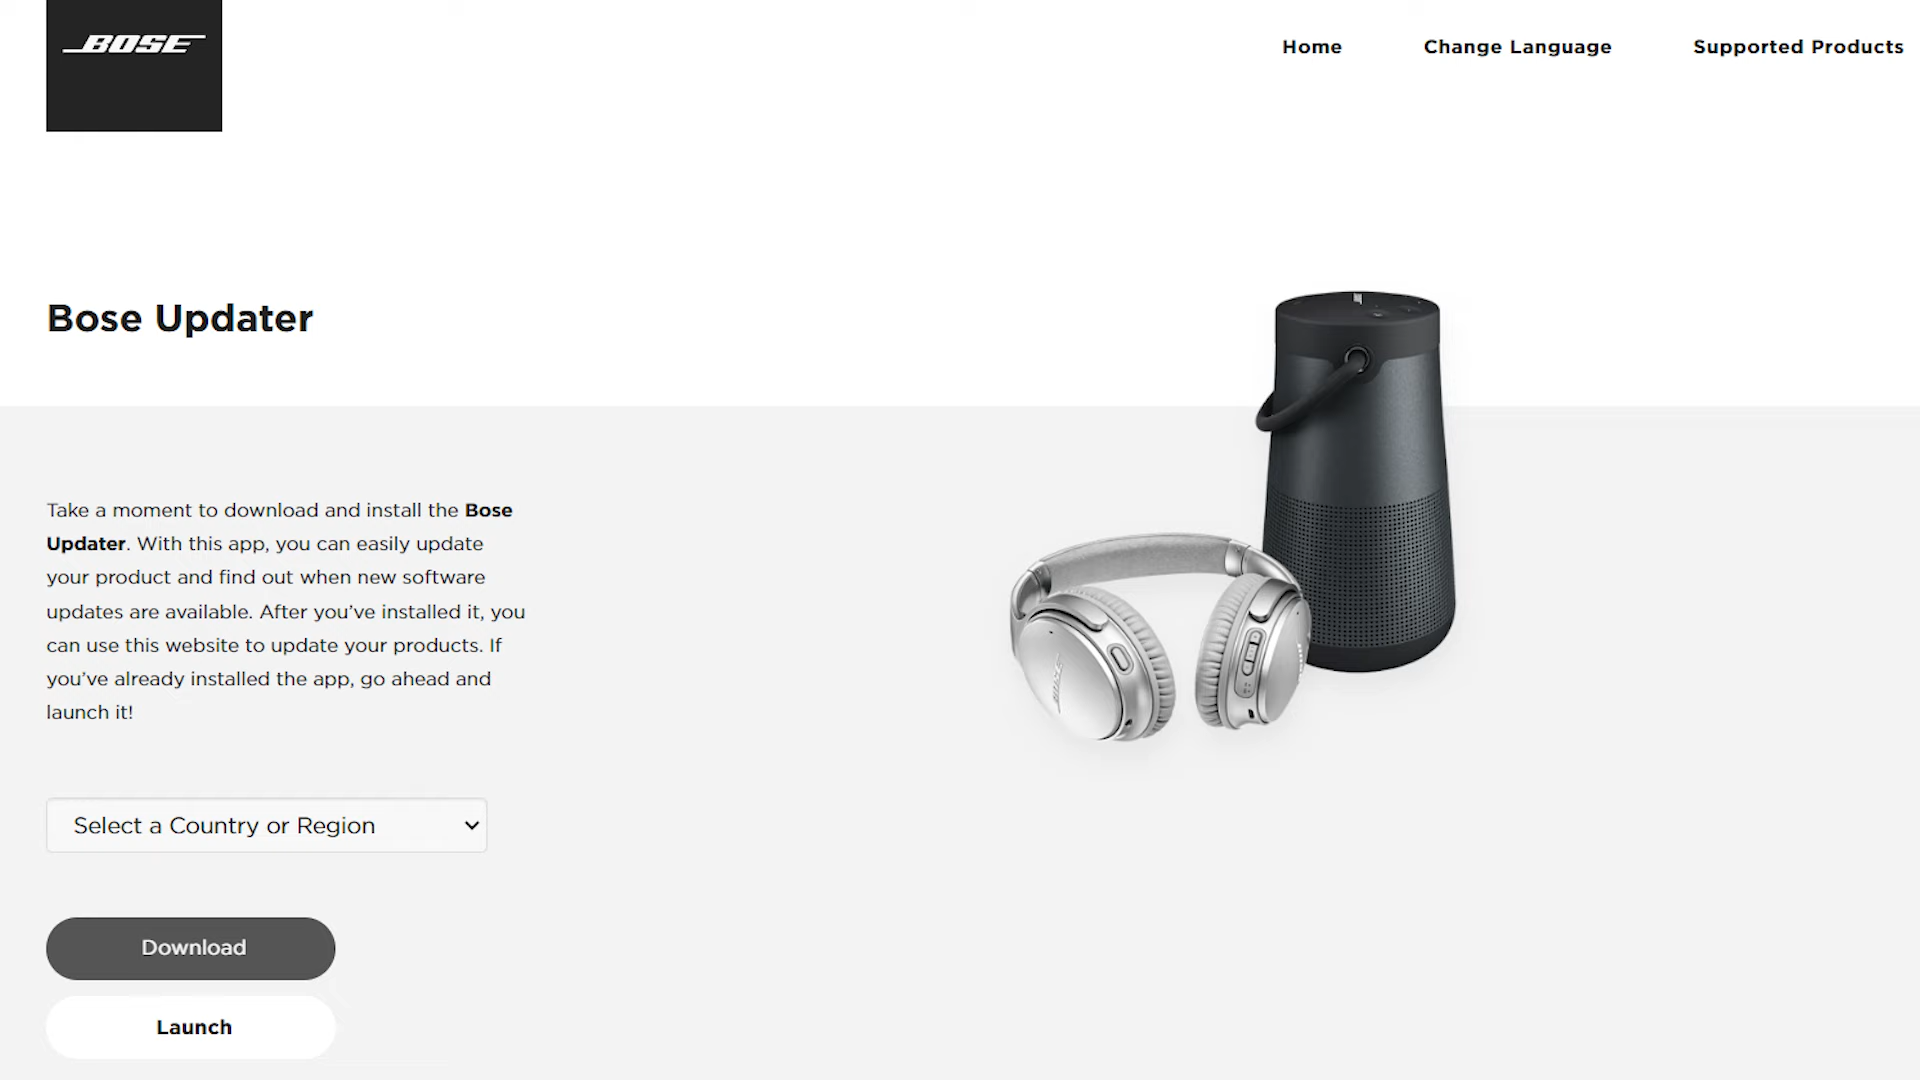 BOSE
Home
Change Language
Supported Products
Bose Updater
Take a moment to download and install the Bose
Updater. With this app, you can easily update
your product and find out when new software
updates are available. After you’ve installed it, you
can use this website to update your products. If
you’ve already installed the app, go ahead and
launch it!
Select a Country or Region
Download
Launch
BOSE